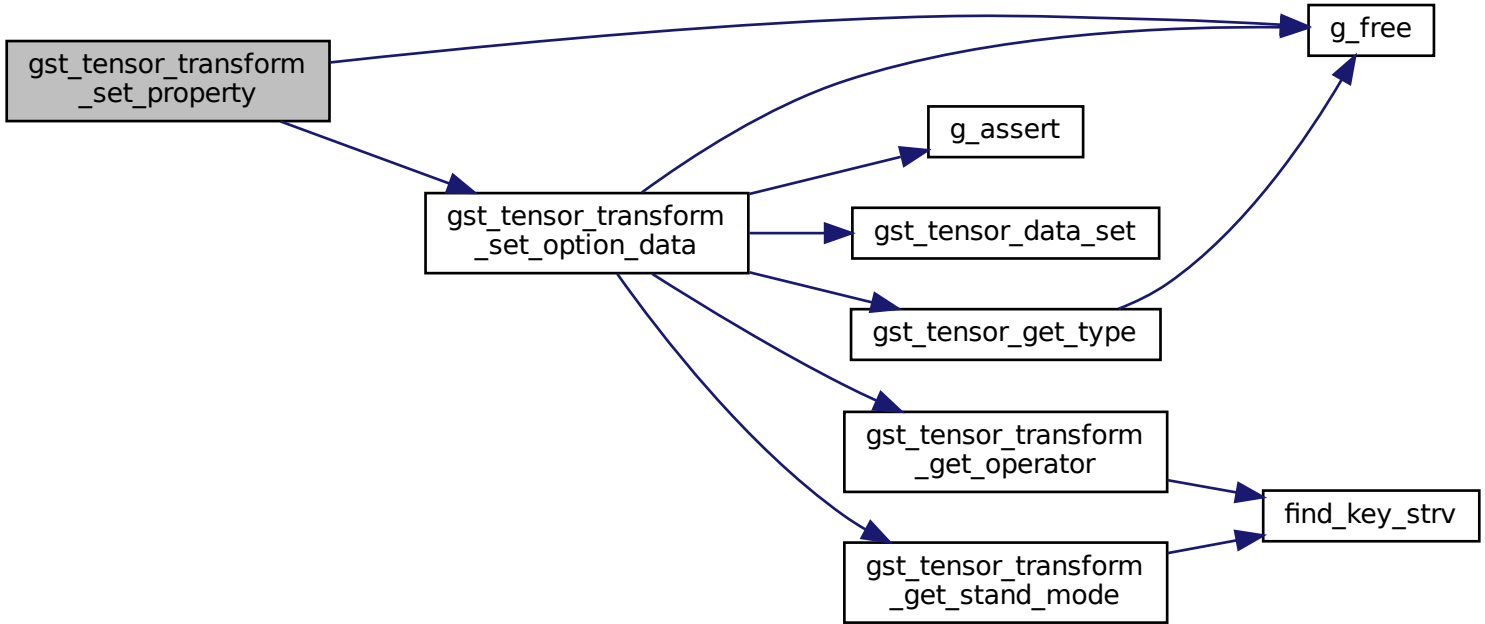 gst_tensor_transform
_set_property
gst_tensor_transform
_set_option_data
g_free
g_assert
gst_tensor_data_set
gst_tensor_get_type
gst_tensor_transform
_get_operator
gst_tensor_transform
_get_stand_mode
find_key_strv